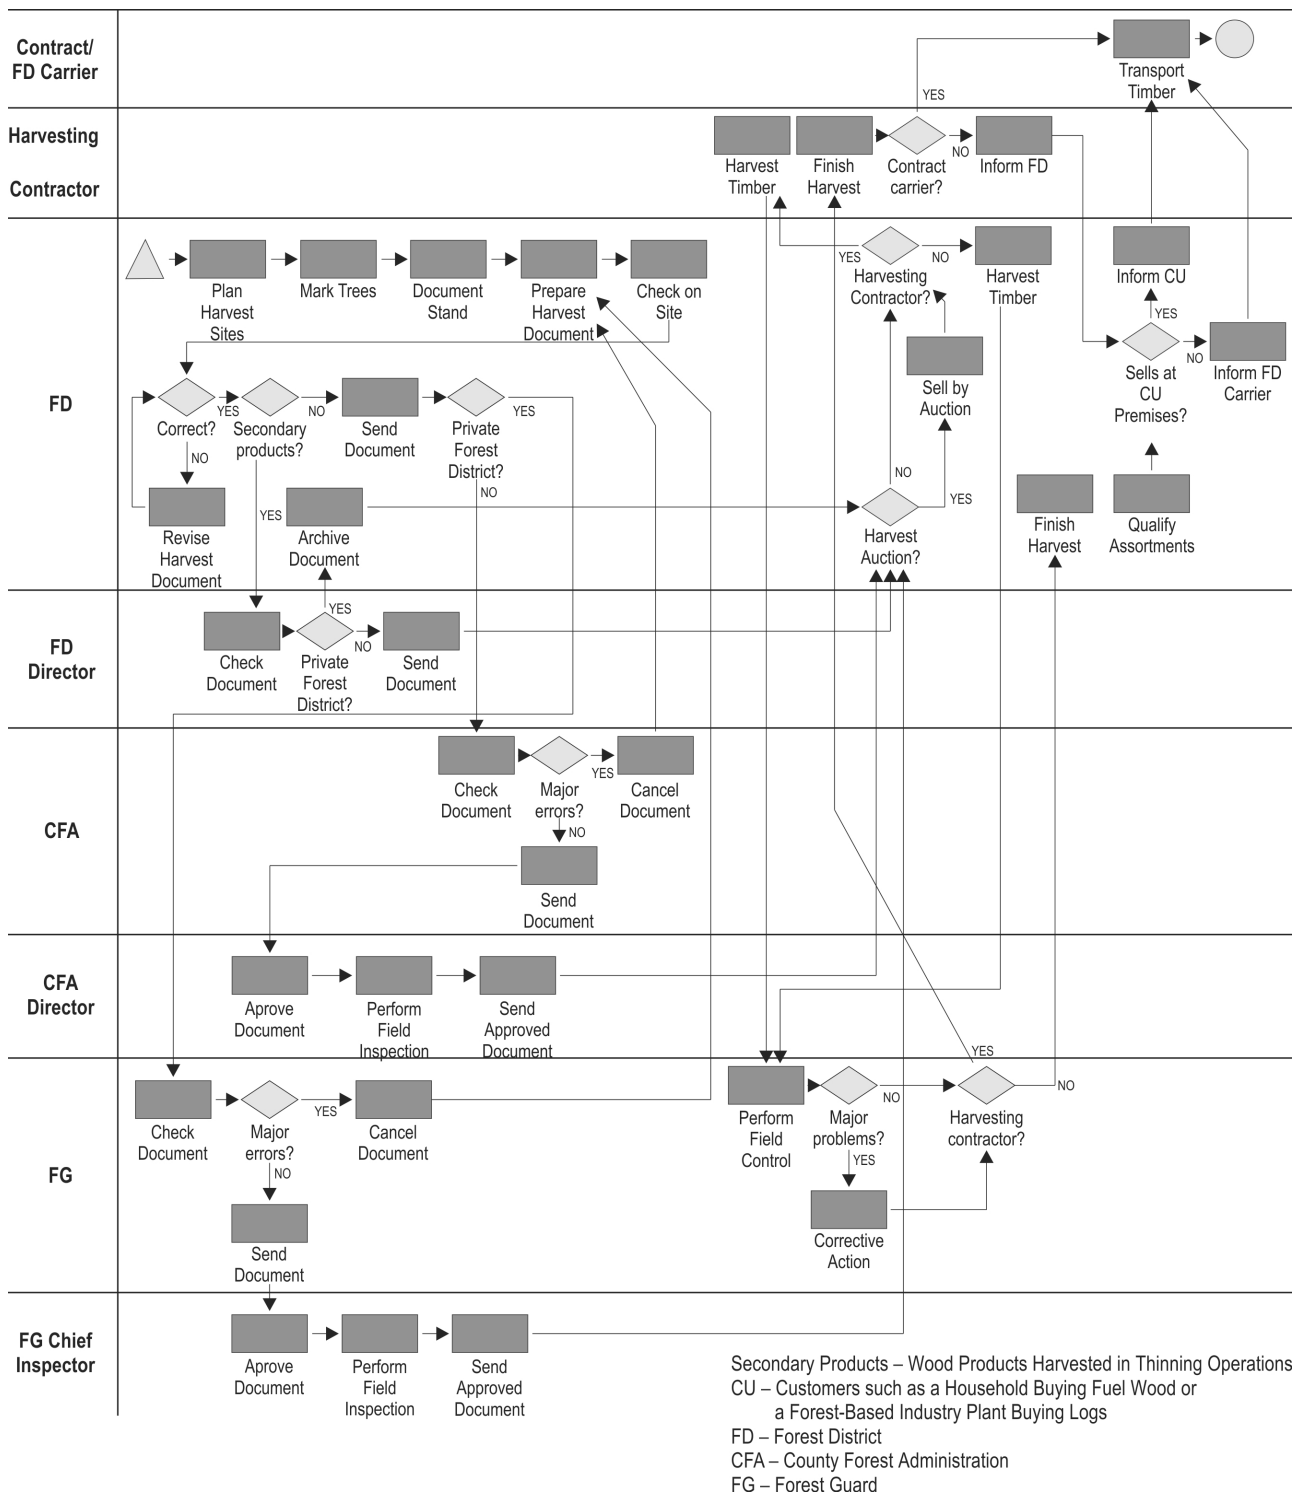 Contract/
FD Carrier
Transport
Timber
YES
Harvesting
Contractor
Harvest
Timber
Finish
Harvest
Contract
carrier?
NO
Inform FD
FD
Plan
Harvest
Sites
Mark Trees
Document
Stand
Prepare
Harvest
Document
Check on
Site
YES
Harvesting
Contractor?
NO
Harvest
Timber
Inform CU
YES
Sell by
Auction
Sells at
CU
Premises?
NO
Inform FD
Carrier
Correct?
YES
Secondary
products?
NO
Send
Document
Private
Forest
District?
YES
NO
NO
NO
YES
YES
Revise
Harvest
Document
Archive
Document
Harvest
Auction?
Finish
Harvest
Qualify
Assortments
FD
Director
YES
Check
Document
Private
Forest
District?
NO
Send
Document
CFA
Check
Document
Major
errors?
YES
Cancel
Document
NO
Send
Document
CFA
Director
Aprove
Document
Perform
Field
Inspection
Send
Approved
Document
FG
Check
Document
Major
errors?
YES
Cancel
Document
NO
Send
Document
Perform
Field
Control
Major
problems?
NO
YES
Harvesting
contractor?
YES
NO
Corrective
Action
FG Chief
Inspector
Aprove
Document
Perform
Field
Inspection
Send
Approved
Document
Secondary Products – Wood Products Harvested in Thinning Operations
CU – Customers such as a Household Buying Fuel Wood or
a Forest-Based Industry Plant Buying Logs
FD – Forest District
CFA – County Forest Administration
FG – Forest Guard